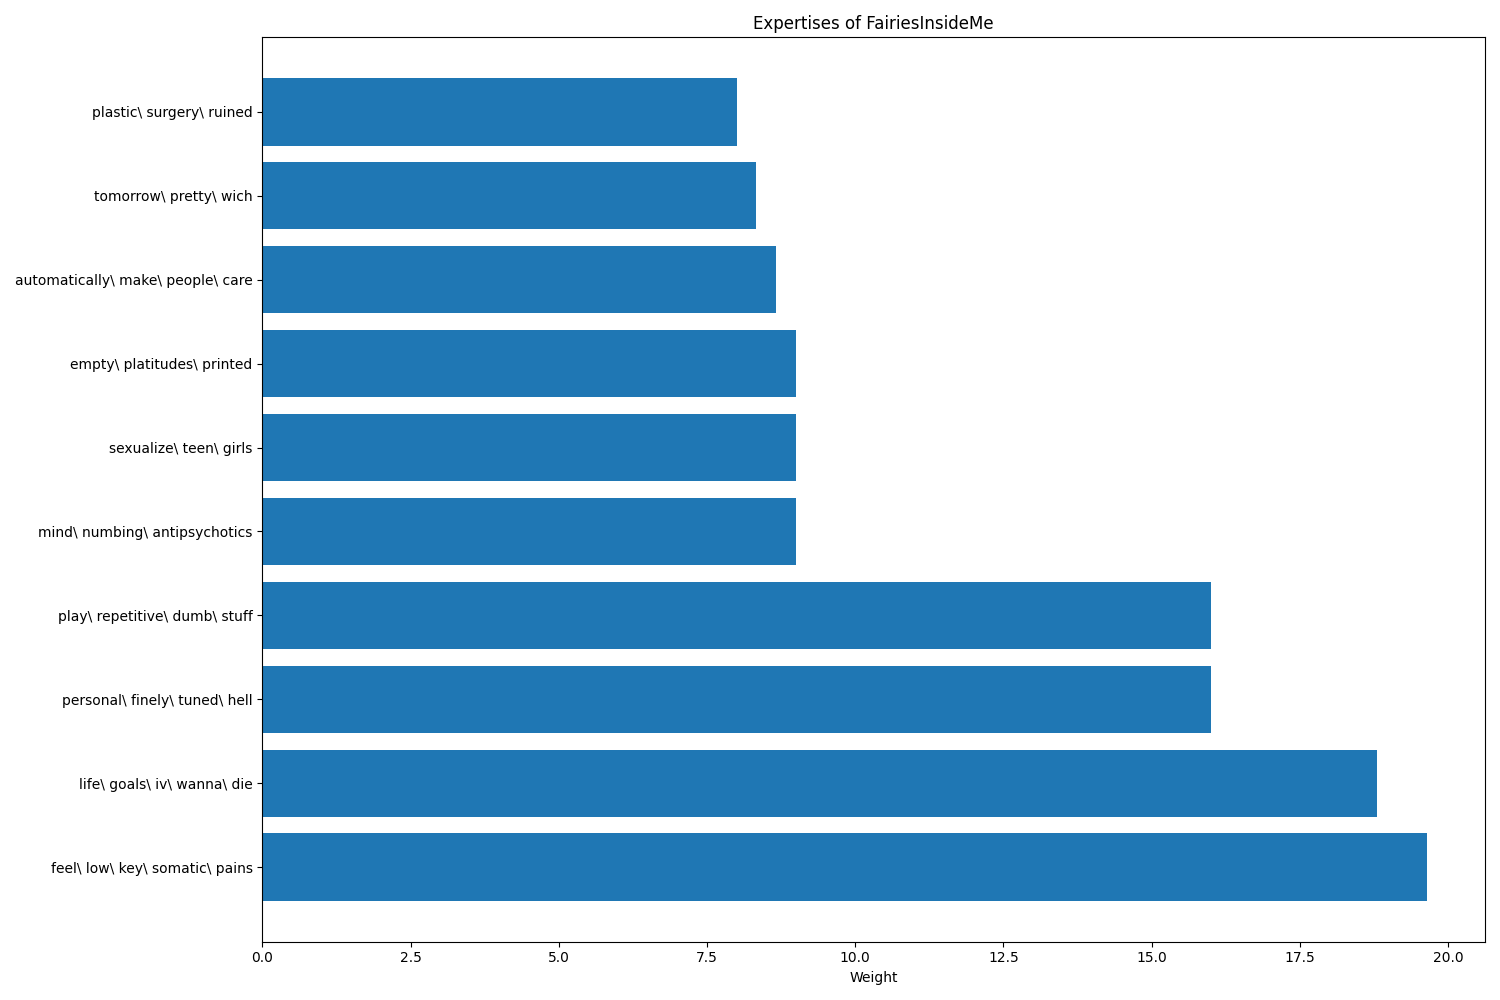 Expertises of FairiesInsideMe
plastic\ surgery\ ruined
tomorrow\ pretty\ wich
automatically\ make\ people\ care
empty\ platitudes\ printed
sexualize\ teen\ girls
mind\ numbing\ antipsychotics
play\ repetitive\ dumb\ stuff
personal\ finely\ tuned\ hell
life\ goals\ iv\ wanna\ die
feel\ low\ key\ somatic\ pains
0.0 2.5 5.0 7.5 10.0 12.5 15.0 17.5 20.0
Weight